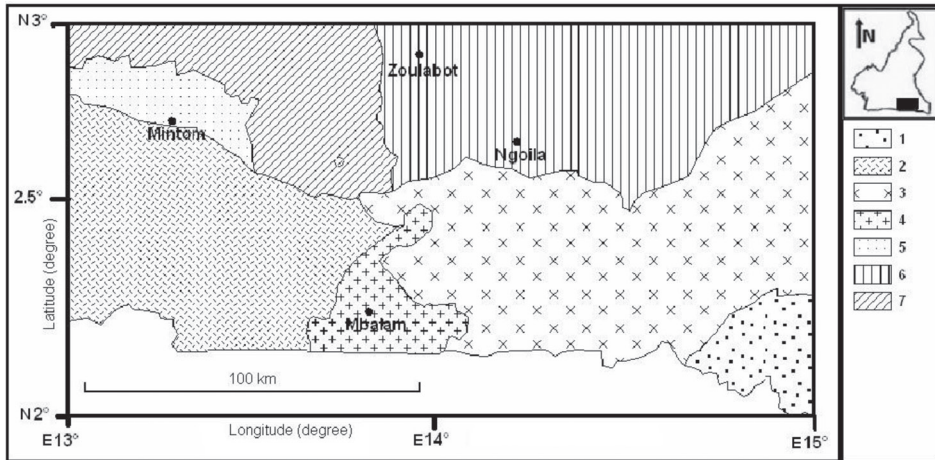 N3°
N
Zoulabot
Mintom
Ngoila
1
2
3
4
5
6
7
2.5°
Latitude (degree)
Mbalam
100 km
N2°
E13°
Longitude (degree)
E14°
E15°